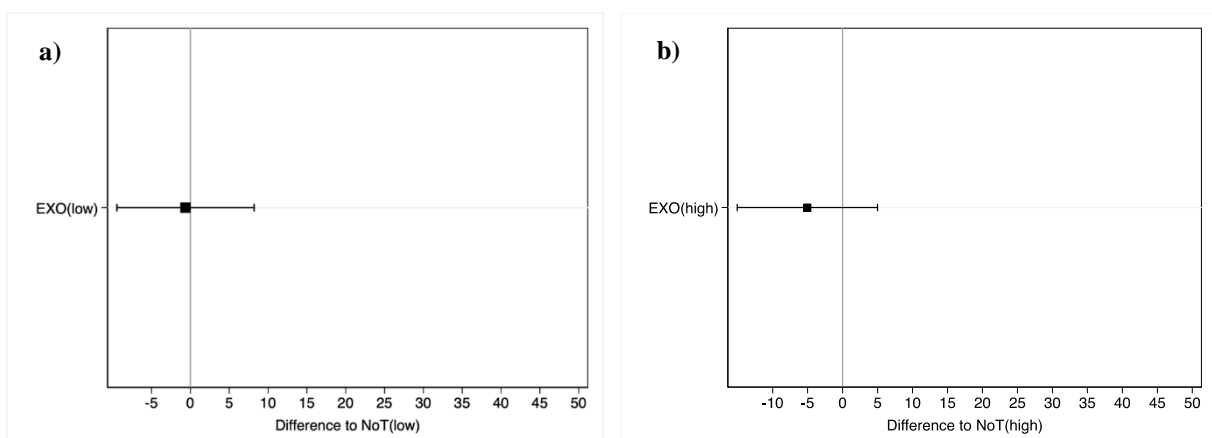 a)
EXO(low)
-5 0 5 10 15 20 25 30 35 40 45 50
Difference to NoT(low)
b)
EXO(high)
-10 -5 0 5 10 15 20 25 30 35 40 45 50
Difference to NoT(high)